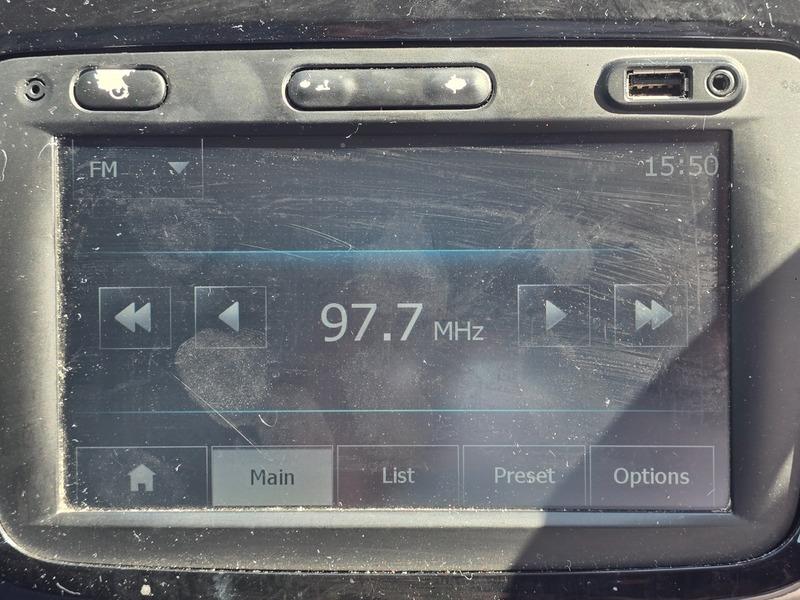 FM
15:50
97.7 MHz
Main
List
Preset
Options